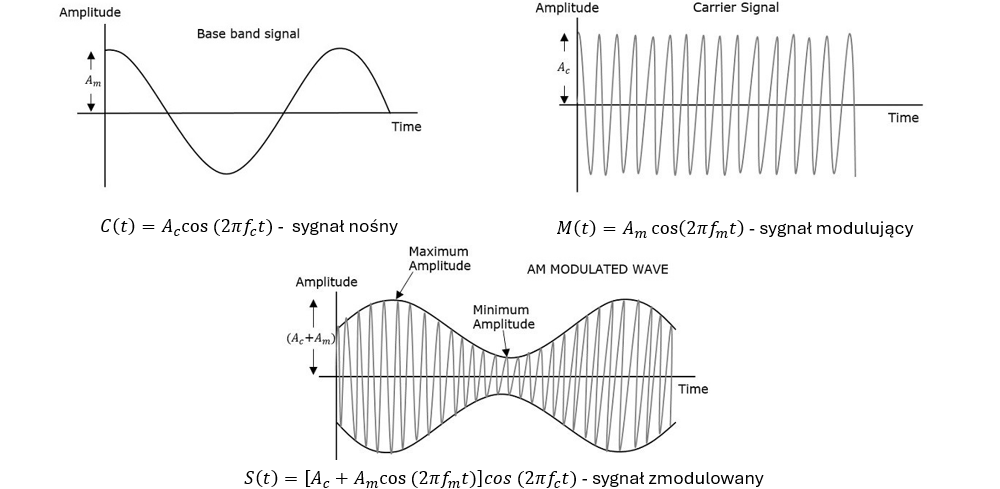 Amplitude
Base band signal
A_m
Time
Amplitude
Carrier Signal
A_c
Time
C(t) = A_c cos (2πf_c t) - sygnał nośny
M(t) = A_m cos(2πf_m t) - sygnał modulujący
Maximum
Amplitude
AM MODULATED WAVE
Amplitude
Minimum
Amplitude
(A_c+A_m)
Time
S(t) = [A_c + A_m cos (2πf_m t)]cos (2πf_c t) - sygnał zmodulowany